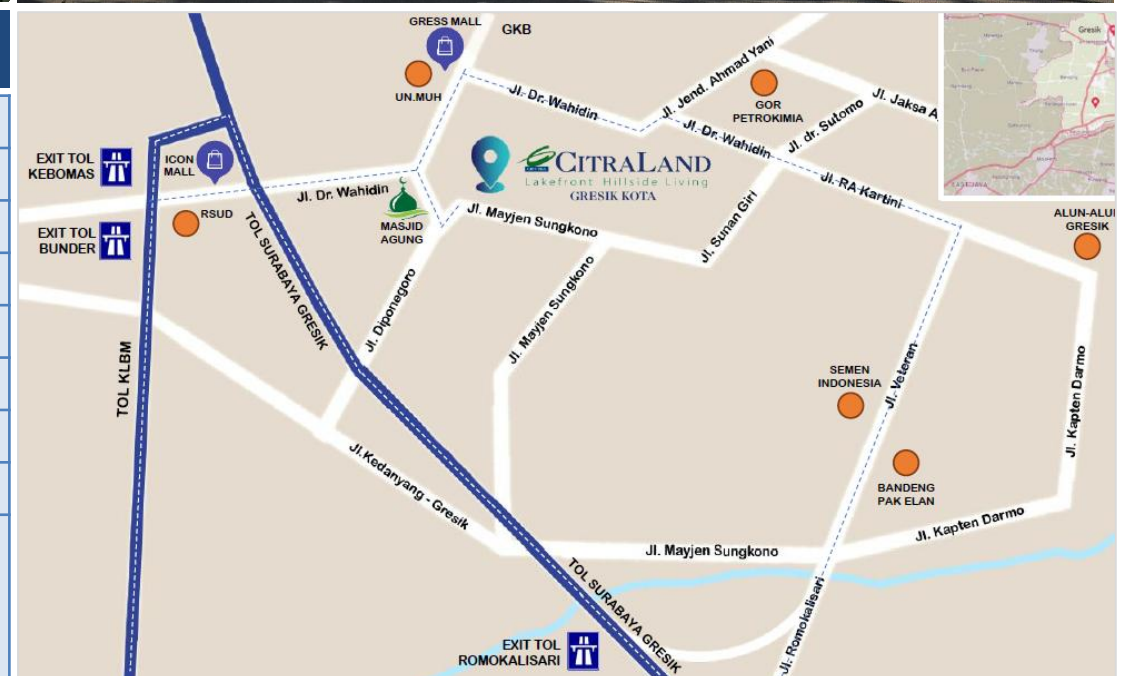 GRESS MALL
GKB
UN.MUH
Jl. Dr. Wahidin
Jl. Jend. Ahmad Yani
GOR
PETROKIMIA
Jl. Jaksa A
Jl. dr. Sutomo
Jl. Dr. Wahidin
Gresik
EXIT TOL
KEBOMAS
ICON
MALL
CITRALAND
Lakefront Hillside Living
GRESIK KOTA
Jl. RA Kartini
Jl. Dr. Wahidin
RSUD
MASJID
AGUNG
Jl. Mayjen Sungkono
Jl. Sunan Giri
ALUN-ALU
GRESIK
EXIT TOL
BUNDER
TOL SURABAYA GRESIK
Jl. Diponegoro
Jl. Mayjen Sungkono
TOL KLBM
SEMEN
INDONESIA
Jl. Veteran
Jl. Kapten Darmo
BANDENG
PAK ELAN
Jl.Kedanyang - Gresik
Jl. Kapten Darmo
Jl. Mayjen Sungkono
TOL SURABAYA GRESIK
Jl. Romokalisari
EXIT TOL
ROMOKALISARI